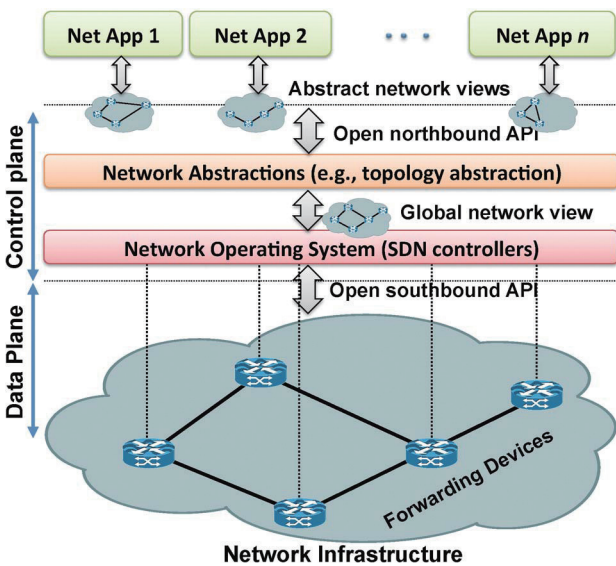 Net App 1
Net App 2
Net App n
Abstract network views
Open northbound API
Network Abstractions (e.g., topology abstraction)
Global network view
Network Operating System (SDN controllers)
Open southbound API
Control plane
Data Plane
Forwarding Devices
Network Infrastructure